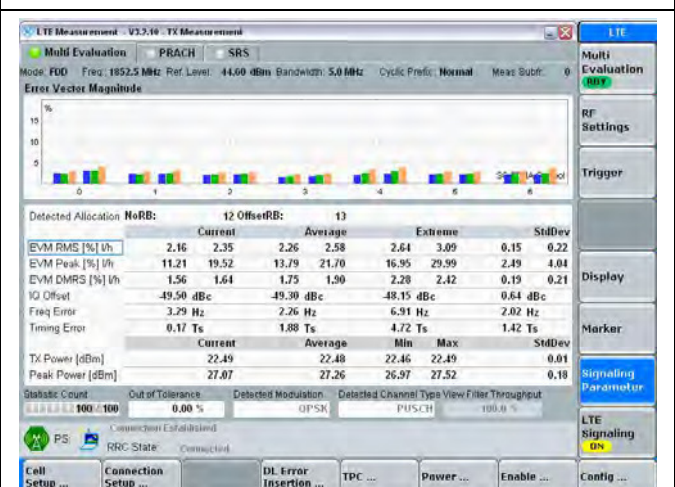 LTE Measurement - V3.2.10 - TX Measurement
LTE
Multi Evaluation PRACH SRS
Mode: FDD Freq.: 1852.5 MHz Ref. Level: 44.60 dBm Bandwidth: 5.0 MHz Cyclic Prefix: Normal Meas Subfr.: 0
Error Vector Magnitude
%
15
10
5
0 1 2 3 4 5 6
Detected Allocation NoRB: 12 OffsetRB: 13
Current Average Extreme StdDev
EVM RMS [%] l/h 2.16 2.35 2.26 2.58 2.64 3.09 0.15 0.22
EVM Peak [%] l/h 11.21 19.52 13.79 21.70 16.95 29.99 2.49 4.04
EVM DMRS [%] l/h 1.56 1.64 1.75 1.90 2.28 2.42 0.19 0.21
IQ Offset -49.50 dBc -49.30 dBc -48.15 dBc 0.64 dBc
Freq Error 3.29 Hz 2.26 Hz 6.91 Hz 2.02 Hz
Timing Error 0.17 Ts 1.88 Ts 4.72 Ts 1.42 Ts
Current Average Min Max StdDev
TX Power [dBm] 22.49 22.48 22.46 22.49 0.01
Peak Power [dBm] 27.07 27.26 26.97 27.52 0.18
Statistic Count Out of Tolerance Detected Modulation Detected Channel Type View Filter Throughput
100 / 100 0.00 % QPSK PUSCH 100.0 %
PS: Connection Established
RRC State: Connected
Multi Evaluation
RDY
RF Settings
Trigger
Display
Marker
Signaling Parameter
LTE Signaling
ON
Cell Setup ... Connection Setup ... DL Error Insertion ... TPC ... Power ... Enable ... Config ...